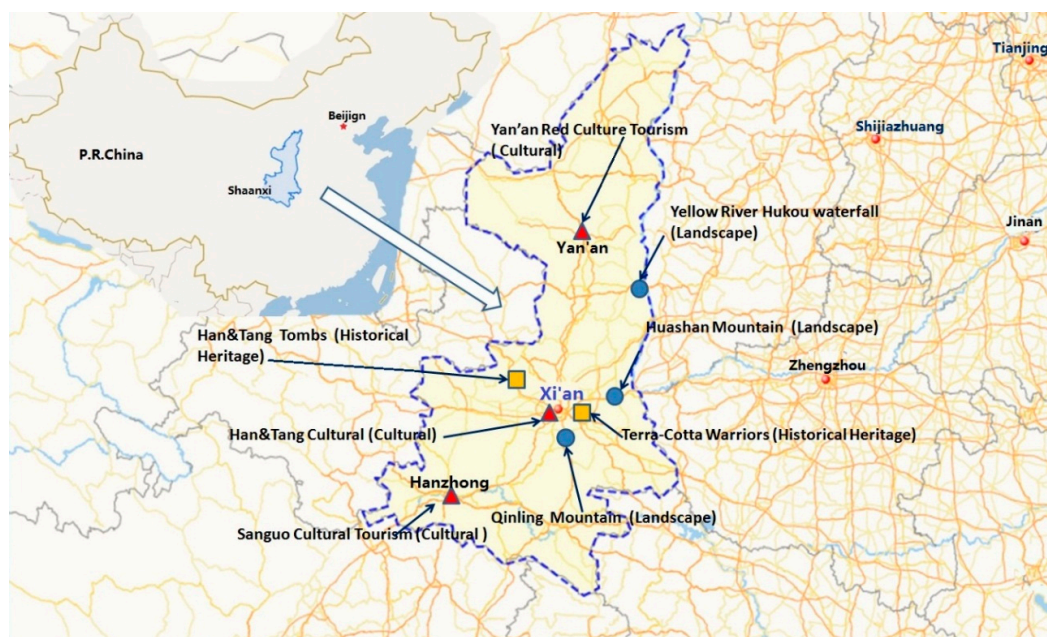 Tianjing
Beijign
P.R.China
Shaanxi
Yan'an Red Culture Tourism
( Cultural)
Shijiazhuang
Yellow River Hukou waterfall
(Landscape)
Jinan
Yan'an
Han&Tang Tombs (Historical
Heritage)
Huashan Mountain (Landscape)
Zhengzhou
Xi'an
Han&Tang Cultural (Cultural)
Terra-Cotta Warriors (Historical Heritage)
Hanzhong
Qinling Mountain (Landscape)
Sanguo Cultural Tourism (Cultural )